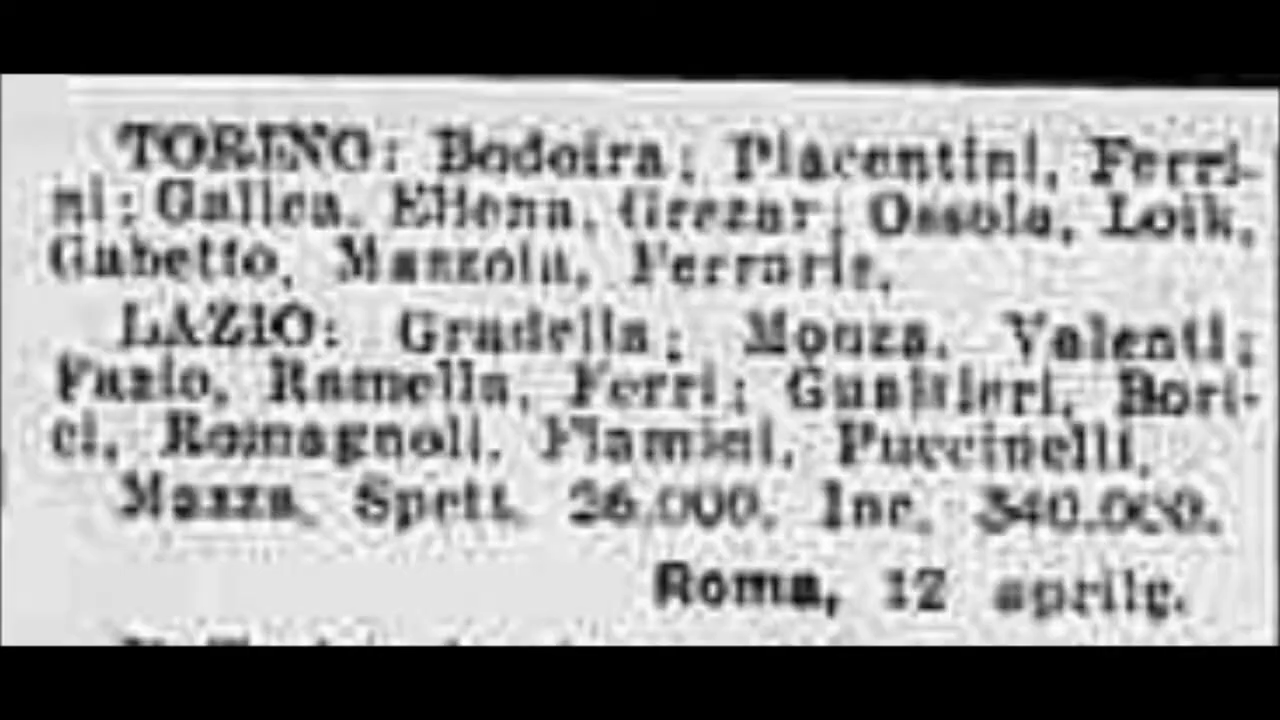 TORINO: Bodoira; Piacentini, Ferri-
ni; Gallea, Ellena, Grezar; Ossola, Loik,
Gabetto, Mazzola, Ferraris.
LAZIO: Gradella; Monza, Valenti;
Fazio, Ramella, Ferri; Gualtieri, Bori-
ci, Romagnoli, Flamini, Puccinelli.
Mazza. Spett. 26.000. Inc. 340.000.
Roma, 12 aprile.